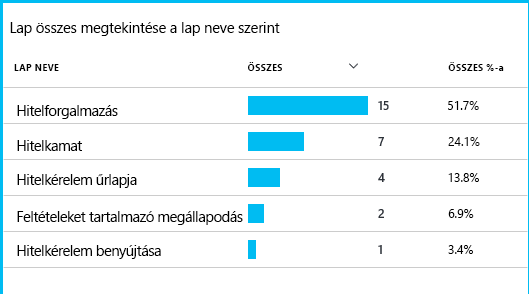 Lap összes megtekintése a lap neve szerint
LAP NEVE ÖSSZES ÖSSZES %-a
Hitelforgalmazás 15 51.7%
Hitelkamat 7 24.1%
Hitelkérelem űrlapja 4 13.8%
Feltételeket tartalmazó megállapodás 2 6.9%
Hitelkérelem benyújtása 1 3.4%